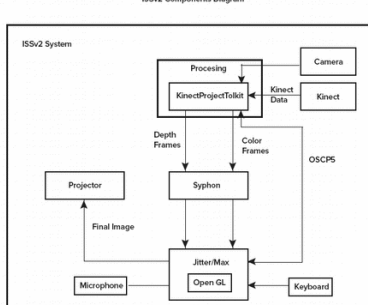 ISSv2 Components Diagram
ISSv2 System
Camera
Procesing
KinectProjectTolkit
Kinect
Data
Kinect
Depth
Frames
Color
Frames
OSCP5
Projector
Syphon
Final Image
Jitter/Max
Open GL
Microphone
Keyboard